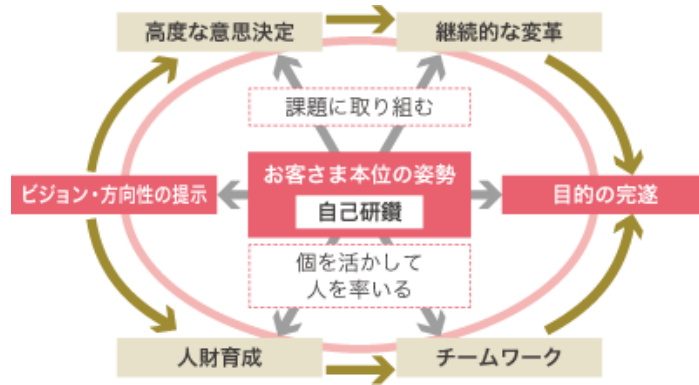 高度な意思決定
継続的な変革
課題に取り組む
ビジョン・方向性の提示
お客さま本位の姿勢
自己研鑽
目的の完遂
個を活かして
人を率いる
人財育成
チームワーク